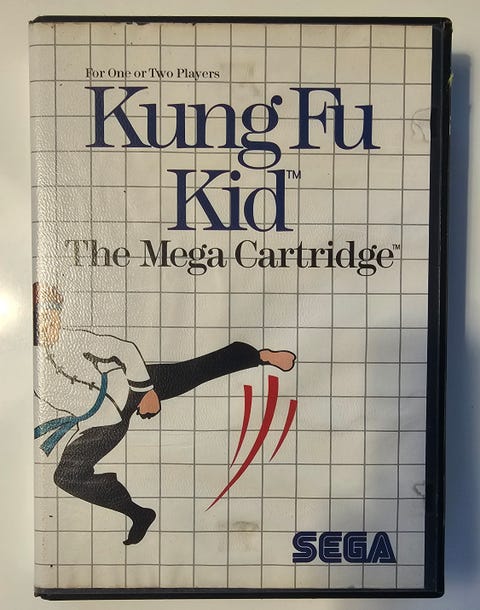 For One or Two Players
Kung Fu
Kid™
The Mega Cartridge™
SEGA